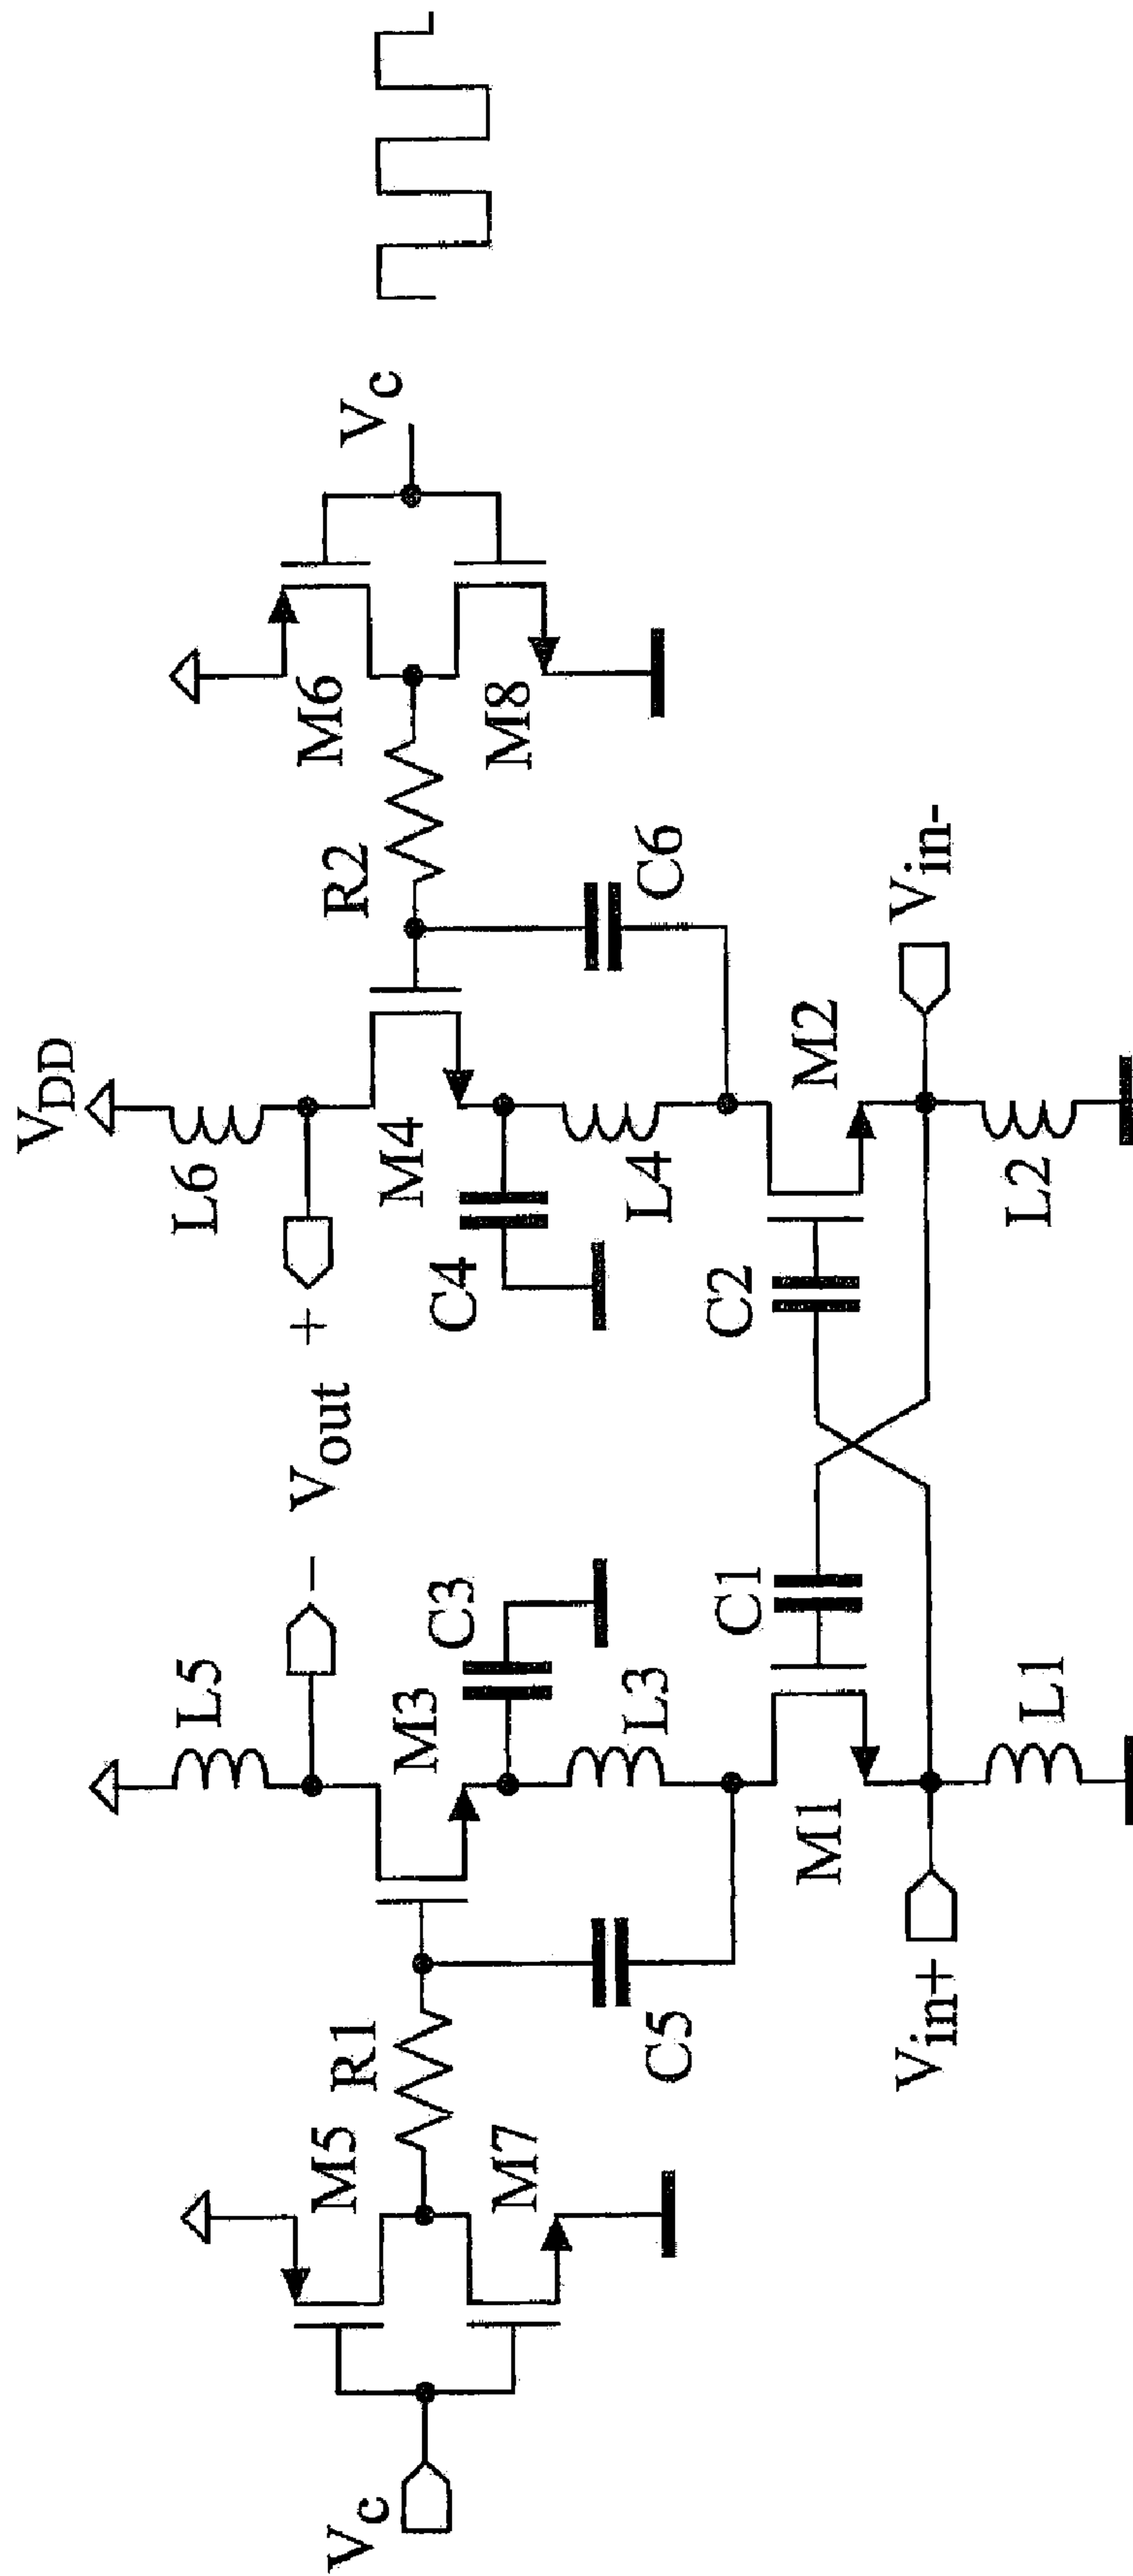 VDD
L5
L6
Vout
-
+
M5
M6
Vc
R1
R2
M3
M4
C3
C4
M7
M8
Vc
L3
L4
C5
C6
C1
C2
M1
M2
Vin+
Vin-
L1
L2